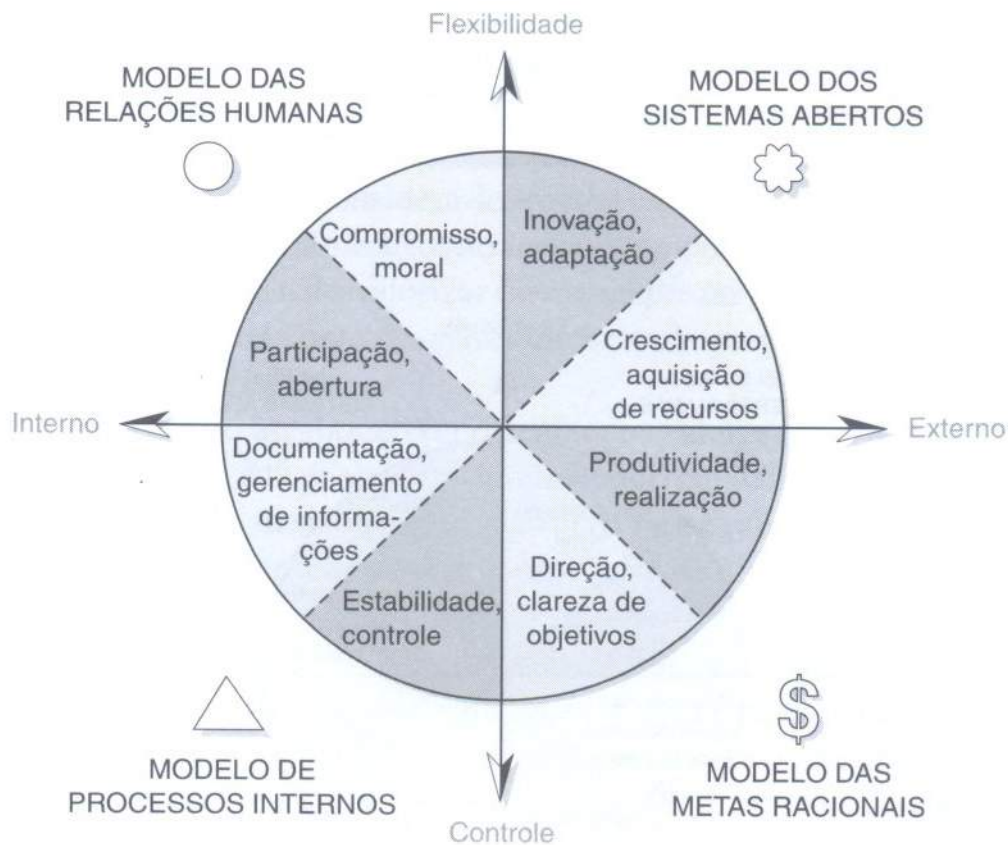 Flexibilidade
MODELO DAS
RELAÇÕES HUMANAS
MODELO DOS
SISTEMAS ABERTOS
Compromisso,
moral
Inovação,
adaptação
Participação,
abertura
Crescimento,
aquisição
de recursos
Interno
Externo
Documentação,
gerenciamento
de informa-
ções
Produtividade,
realização
Estabilidade,
controle
Direção,
clareza de
objetivos
$
MODELO DE
PROCESSOS INTERNOS
MODELO DAS
METAS RACIONAIS
Controle